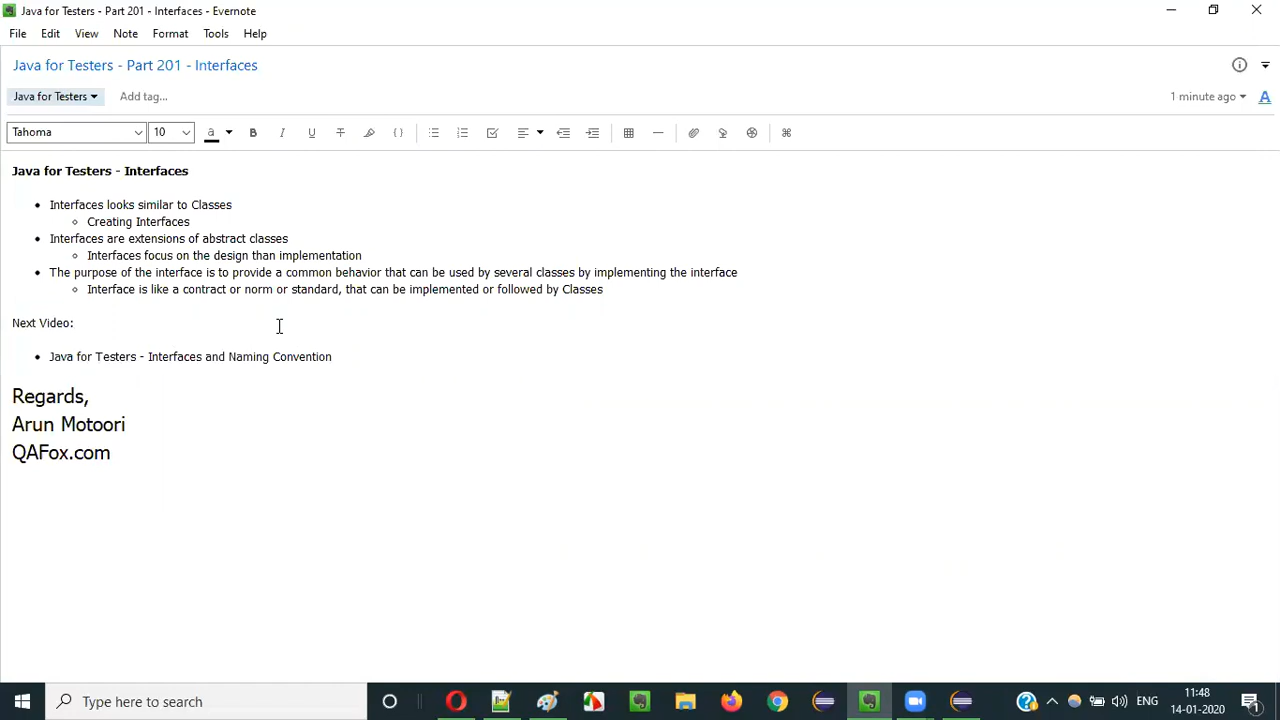 Java for Testers - Part 201 - Interfaces - Evernote
File Edit View Note Format Tools Help
Java for Testers - Part 201 - Interfaces
Java for Testers Add tag... 1 minute ago
Tahoma 10
Java for Testers - Interfaces
Interfaces looks similar to Classes
Creating Interfaces
Interfaces are extensions of abstract classes
Interfaces focus on the design than implementation
The purpose of the interface is to provide a common behavior that can be used by several classes by implementing the interface
Interface is like a contract or norm or standard, that can be implemented or followed by Classes
Next Video:
Java for Testers - Interfaces and Naming Convention
Regards,
Arun Motoori
QAFox.com
Type here to search
ENG
11:48
14-01-2020